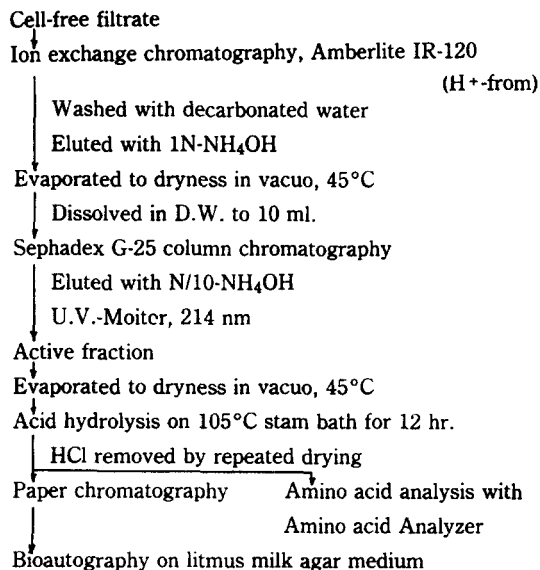 Cell-free filtrate
Ion exchange chromatography, Amberlite IR-120
(H+-from)
Washed with decarbonated water
Eluted with 1N-NH₄OH
Evaporated to dryness in vacuo, 45°C
Dissolved in D.W. to 10 ml.
Sephadex G-25 column chromatography
Eluted with N/10-NH₄OH
U.V.-Moitcr, 214 nm
Active fraction
Evaporated to dryness in vacuo, 45°C
Acid hydrolysis on 105°C stam bath for 12 hr.
HCl removed by repeated drying
Paper chromatography Amino acid analysis with
Amino acid Analyzer
Bioautography on litmus milk agar medium